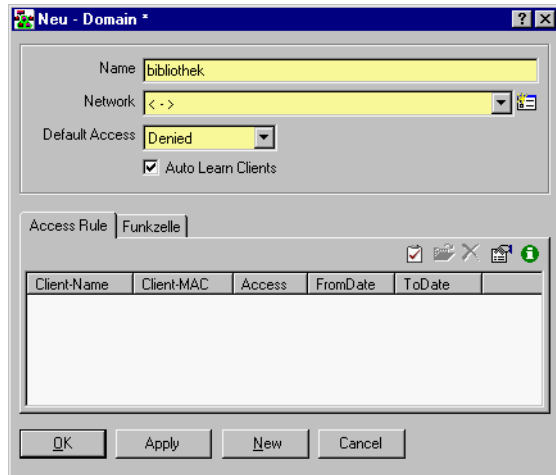 Neu - Domain *
Name bibliothek
Network < - >
Default Access Denied
Auto Learn Clients
Access Rule Funkzelle
Client-Name Client-MAC Access FromDate ToDate
OK Apply New Cancel